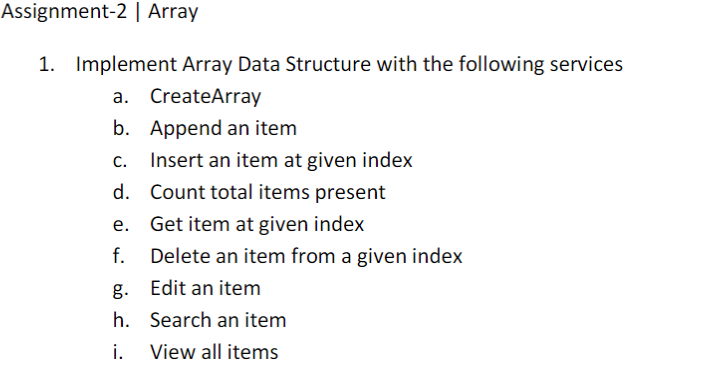 Assignment-2 | Array
1. Implement Array Data Structure with the following services
a. CreateArray
b. Append an item
c. Insert an item at given index
d. Count total items present
e. Get item at given index
f. Delete an item from a given index
g. Edit an item
h. Search an item
i. View all items